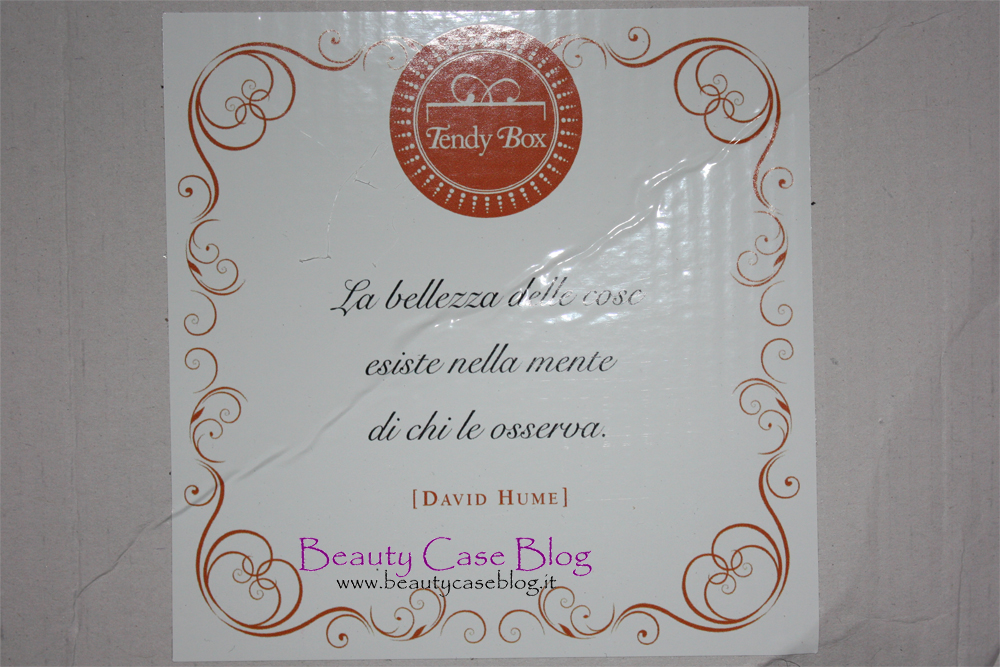 Tendy Box
La bellezza delle cose
esiste nella mente
di chi le osserva.
[DAVID HUME]
Beauty Case Blog
www.beautycaseblog.it